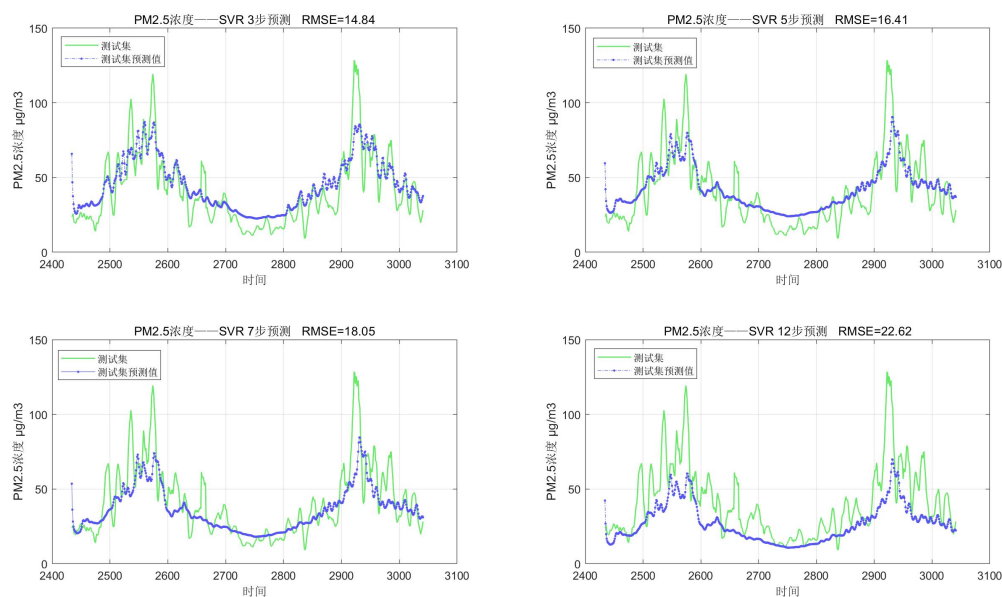 PM2.5浓度——SVR 3步预测 RMSE=14.84
150
100
50
0
PM2.5浓度 μg/m3
测试集
测试集预测值
2400 2500 2600 2700 2800 2900 3000 3100
时间
PM2.5浓度——SVR 5步预测 RMSE=16.41
150
100
50
0
PM2.5浓度 μg/m3
测试集
测试集预测值
2400 2500 2600 2700 2800 2900 3000 3100
时间
PM2.5浓度——SVR 7步预测 RMSE=18.05
150
100
50
0
PM2.5浓度 μg/m3
测试集
测试集预测值
2400 2500 2600 2700 2800 2900 3000 3100
时间
PM2.5浓度——SVR 12步预测 RMSE=22.62
150
100
50
0
PM2.5浓度 μg/m3
测试集
测试集预测值
2400 2500 2600 2700 2800 2900 3000 3100
时间